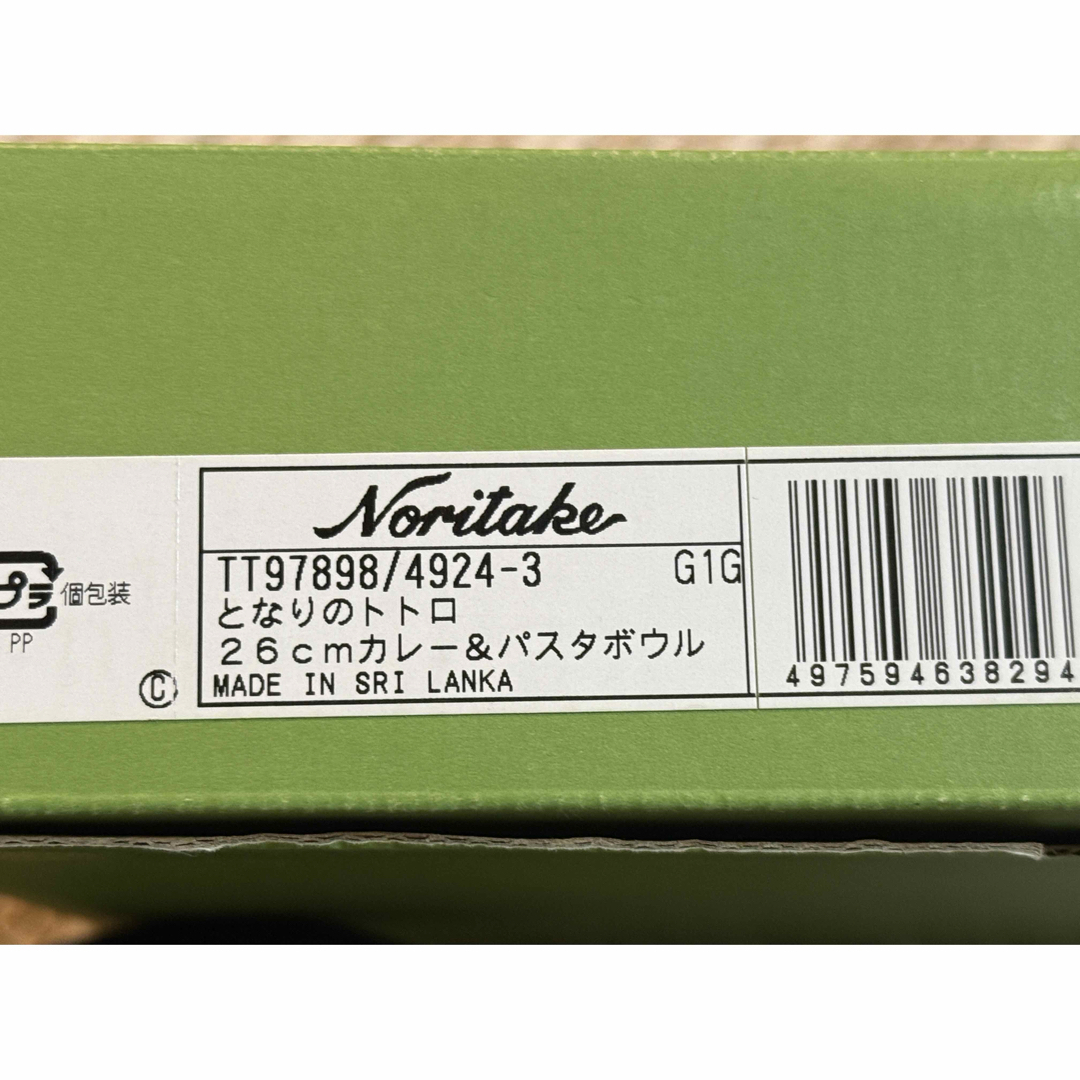 Noritake
TT97898/4924-3 G1G
となりのトトロ
26cmカレー&パスタボウル
MADE IN SRI LANKA
Ⓒ
プラ 個包装
PP
497594638294